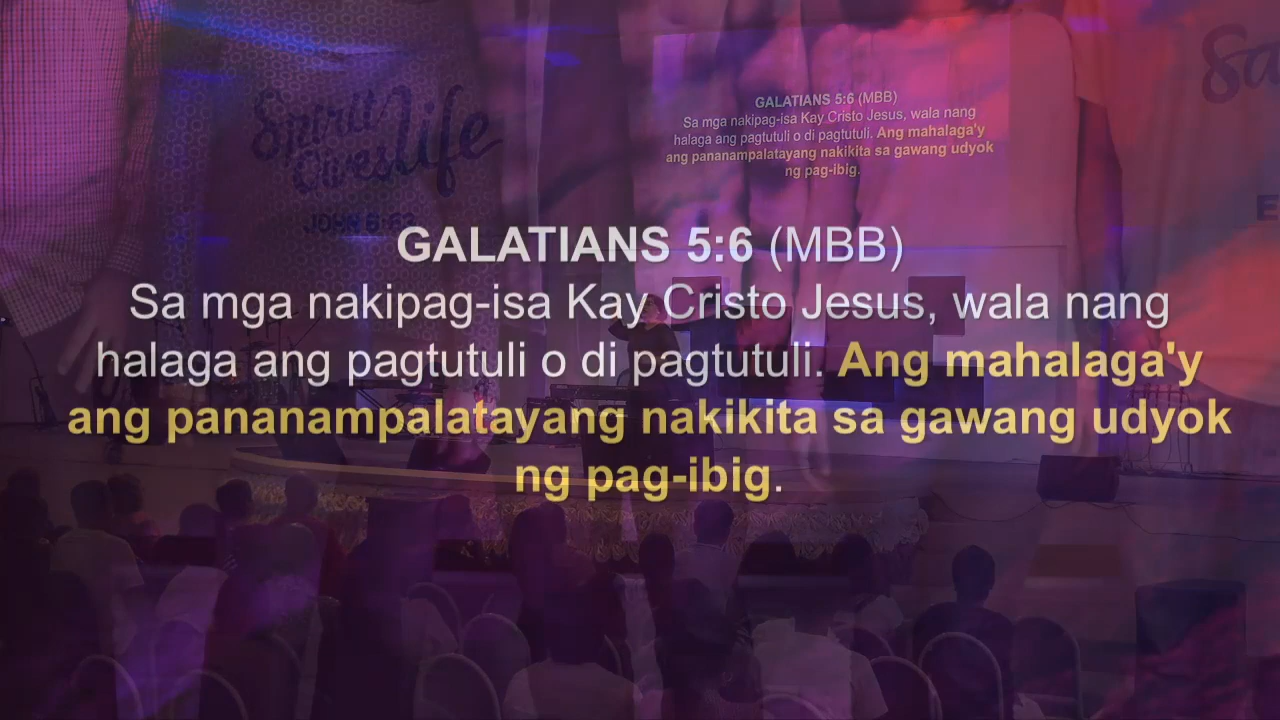 Spirit
Gives Life
JOHN 6:63
Sa
E
GALATIANS 5:6 (MBB)
Sa mga nakipag-isa Kay Cristo Jesus, wala nang
halaga ang pagtutuli o di pagtutuli. Ang mahalaga'y
ang pananampalatayang nakikita sa gawang udyok
ng pag-ibig.
GALATIANS 5:6 (MBB)
Sa mga nakipag-isa Kay Cristo Jesus, wala nang
halaga ang pagtutuli o di pagtutuli. Ang mahalaga'y
ang pananampalatayang nakikita sa gawang udyok
ng pag-ibig.